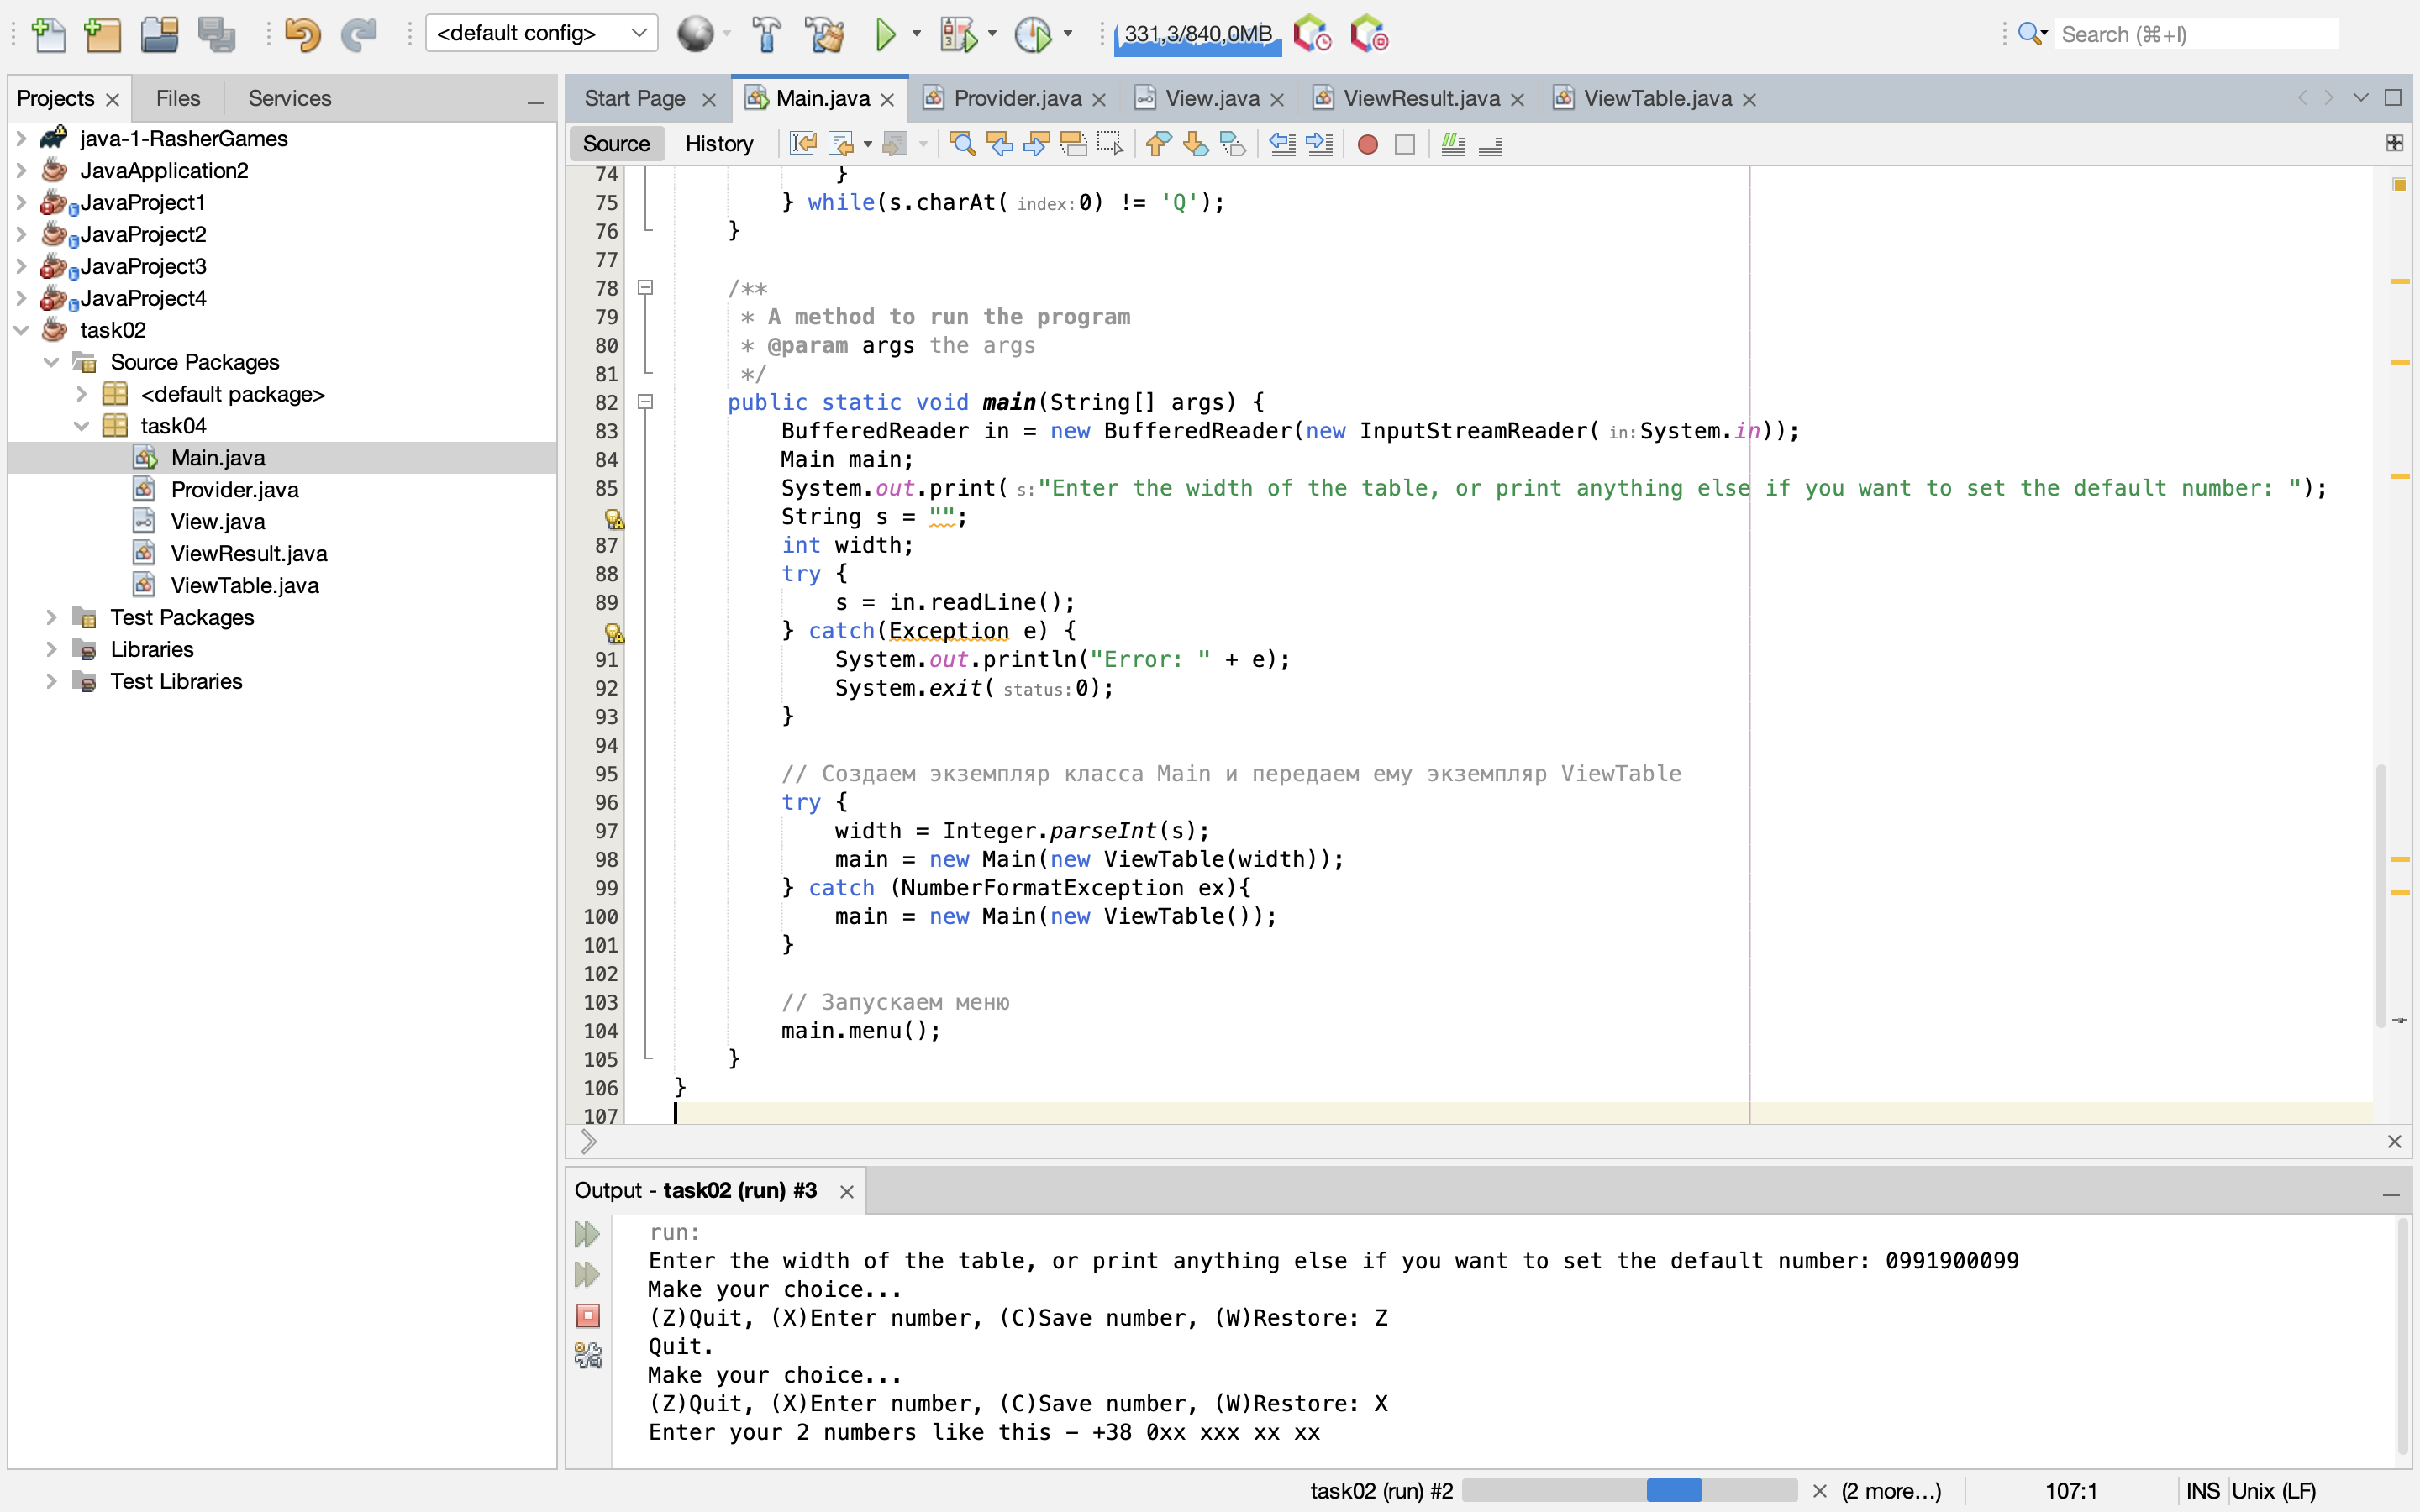 <default config>
331,3/840,0MB
Search (⌘+I)
Projects
Files
Services
Start Page
Main.java
Provider.java
View.java
ViewResult.java
ViewTable.java
Source
History
java-1-RasherGames
JavaApplication2
JavaProject1
JavaProject2
JavaProject3
JavaProject4
task02
Source Packages
<default package>
task04
Main.java
Provider.java
View.java
ViewResult.java
ViewTable.java
Test Packages
Libraries
Test Libraries
74 }
75 } while(s.charAt( index: 0) != 'Q');
76 }
77
78 /**
79 * A method to run the program
80 * @param args the args
81 */
82 public static void main(String[] args) {
83 BufferedReader in = new BufferedReader(new InputStreamReader( in: System.in));
84 Main main;
85 System.out.print( s: "Enter the width of the table, or print anything else if you want to set the default number: ");
String s = "";
87 int width;
88 try {
89 s = in.readLine();
} catch(Exception e) {
91 System.out.println("Error: " + e);
92 System.exit( status: 0);
93 }
94
95 // Создаем экземпляр класса Main и передаем ему экземпляр ViewTable
96 try {
97 width = Integer.parseInt(s);
98 main = new Main(new ViewTable(width));
99 } catch (NumberFormatException ex){
100 main = new Main(new ViewTable());
101 }
102
103 // Запускаем меню
104 main.menu();
105 }
106 }
107
Output - task02 (run) #3
run:
Enter the width of the table, or print anything else if you want to set the default number: 0991900099
Make your choice...
(Z)Quit, (X)Enter number, (C)Save number, (W)Restore: Z
Quit.
Make your choice...
(Z)Quit, (X)Enter number, (C)Save number, (W)Restore: X
Enter your 2 numbers like this – +38 0xx xxx xx xx
task02 (run) #2
(2 more...)
107:1
INS
Unix (LF)